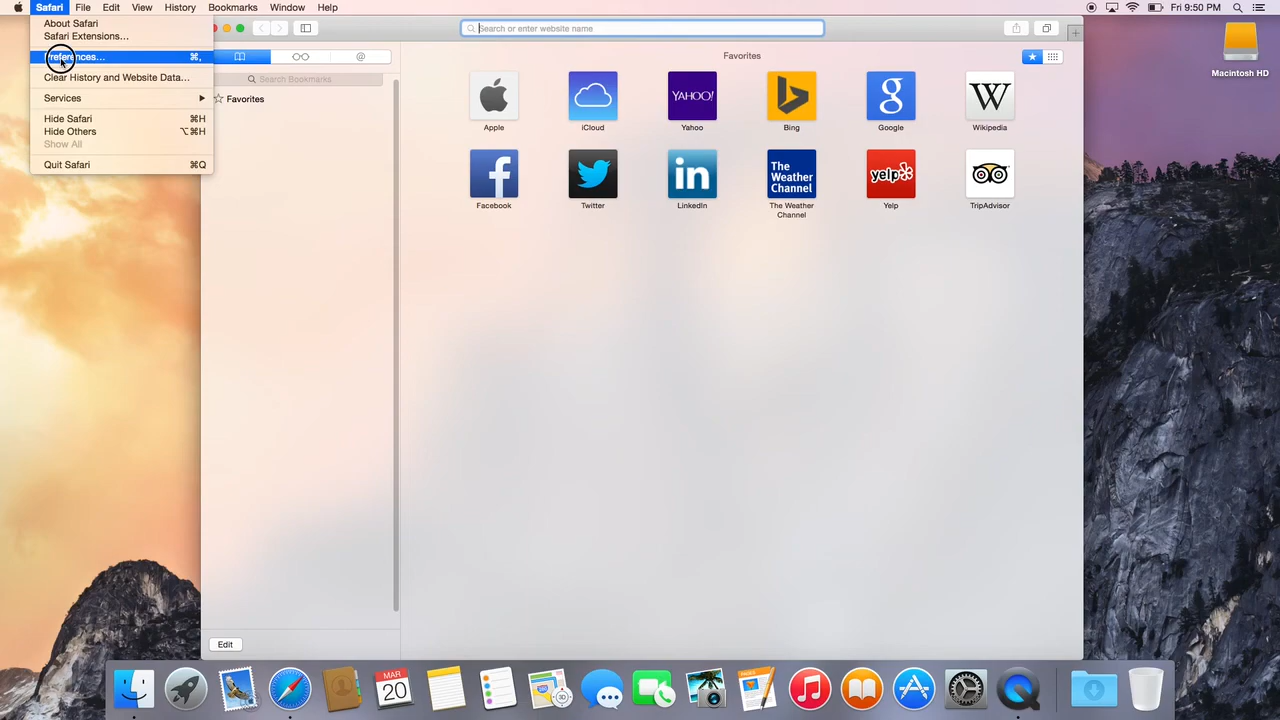 Safari File Edit View History Bookmarks Window Help
Fri 9:50 PM
About Safari
Safari Extensions...
Preferences... ⌘,
Clear History and Website Data...
Services
Hide Safari ⌘H
Hide Others ⌥⌘H
Show All
Quit Safari ⌘Q
Search or enter website name
Search Bookmarks
Favorites
Edit
Favorites
YAHOO!
W
Apple iCloud Yahoo Bing Google Wikipedia
The
Weather
Channel
yelp
in
Facebook Twitter LinkedIn The Weather Channel Yelp TripAdvisor
Macintosh HD
MAR
20
3D